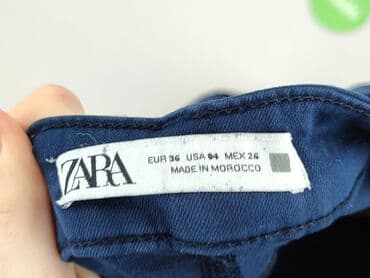 ZARA
EUR 36 USA 04 MEX 26
MADE IN MOROCCO